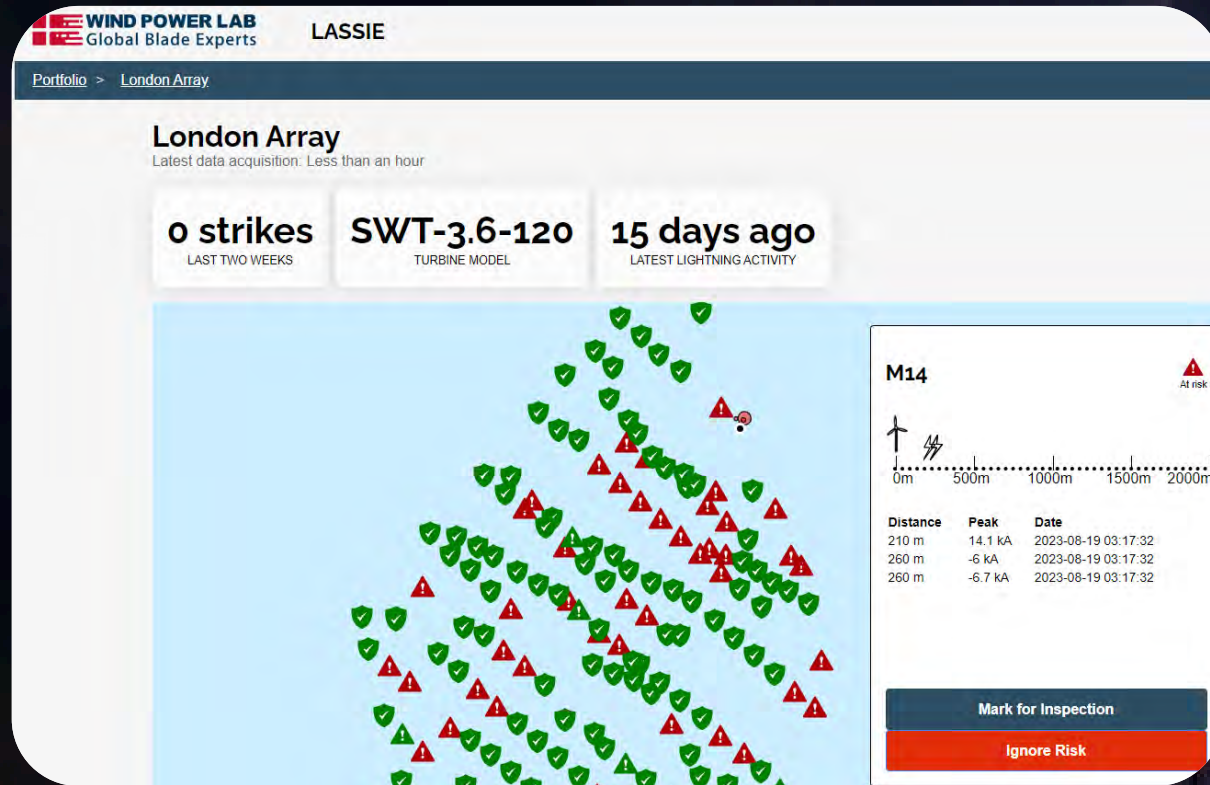 WIND POWER LAB
Global Blade Experts
LASSIE
Portfolio > London Array
London Array
Latest data acquisition: Less than an hour
0 strikes
LAST TWO WEEKS
SWT-3.6-120
TURBINE MODEL
15 days ago
LATEST LIGHTNING ACTIVITY
M14
At risk
0m 500m 1000m 1500m 2000m
Distance Peak Date
210 m 14.1 kA 2023-08-19 03:17:32
260 m -6 kA 2023-08-19 03:17:32
260 m -6.7 kA 2023-08-19 03:17:32
Mark for Inspection
Ignore Risk